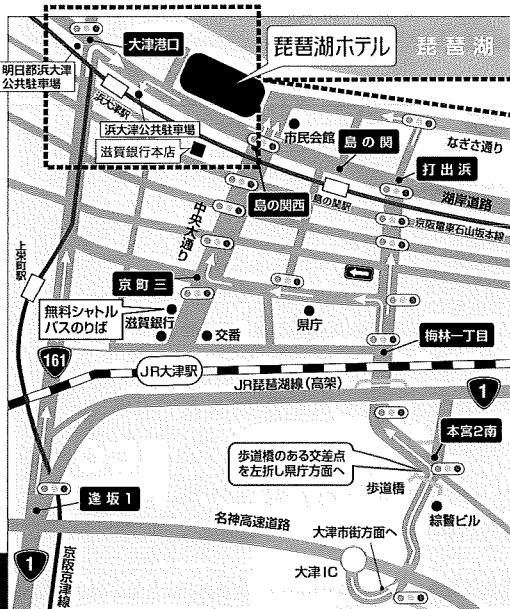 大津港口
琵琶湖ホテル
琵琶湖
明日都浜大津
公共駐車場
浜大津駅
浜大津公共駐車場
滋賀銀行本店
市民会館
島の関
なぎさ通り
打出浜
湖岸道路
島の関西
島の関駅
京阪電車石山坂本線
中央大通り
上栄町駅
京町三
無料シャトル
バスのりば
滋賀銀行
交番
県庁
梅林一丁目
161
JR大津駅
JR琵琶湖線(高架)
1
本宮2南
歩道橋のある交差点
を左折し県庁方面へ
歩道橋
綜警ビル
逢坂1
名神高速道路
大津市街方面へ
大津IC
1
京阪京津線